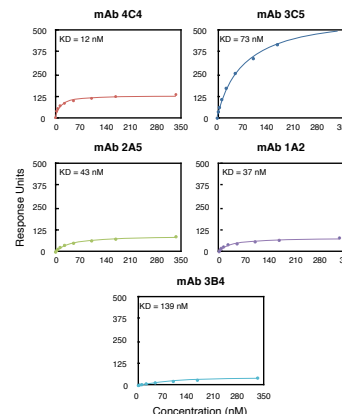 mAb 4C4
mAb 3C5
500
375
250
125
0
KD = 12 nM
0 70 140 210 280 350
500
375
250
125
0
KD = 73 nM
0 70 140 210 280
mAb 2A5
mAb 1A2
Response Units
500
375
250
125
0
KD = 43 nM
0 70 140 210 280 350
500
375
250
125
0
KD = 37 nM
0 70 140 210 280
mAb 3B4
500
375
250
125
0
KD = 139 nM
0 70 140 210 280 350
Concentration (nM)